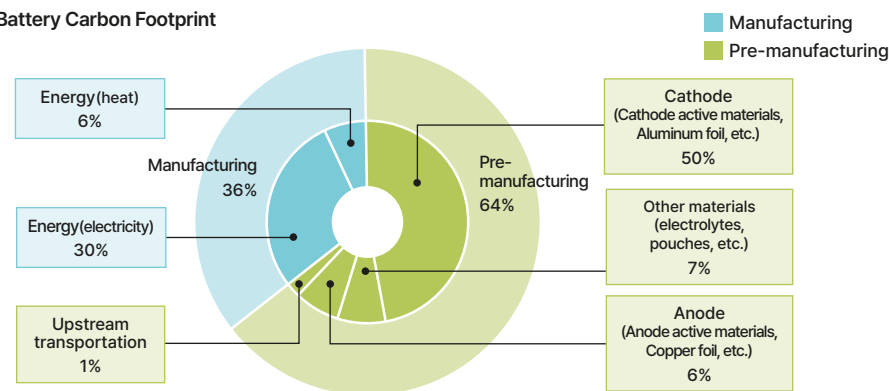 Battery Carbon Footprint
Manufacturing
Pre-manufacturing
Energy(heat)
6%
Manufacturing
36%
Energy(electricity)
30%
Upstream
transportation
1%
Pre-
manufacturing
64%
Cathode
(Cathode active materials,
Aluminum foil, etc.)
50%
Other materials
(electrolytes,
pouches, etc.)
7%
Anode
(Anode active materials,
Copper foil, etc.)
6%